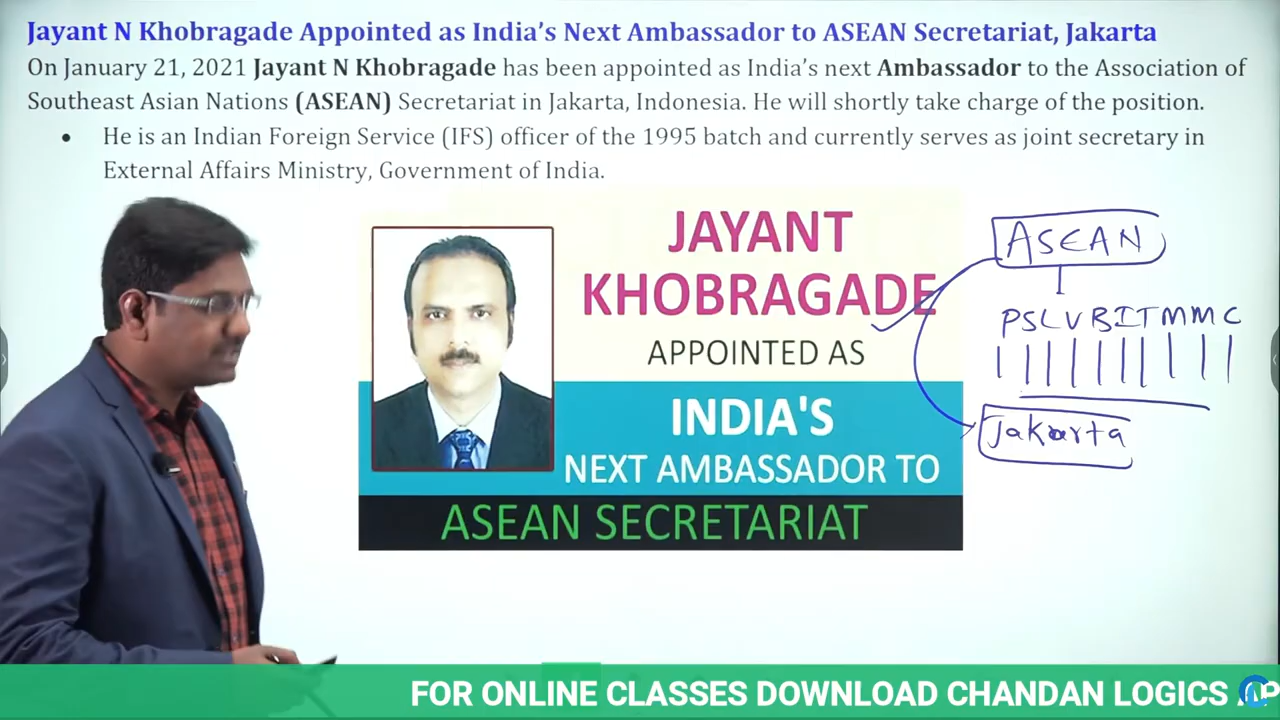 Jayant N Khobragade Appointed as India's Next Ambassador to ASEAN Secretariat, Jakarta
On January 21, 2021 Jayant N Khobragade has been appointed as India's next Ambassador to the Association of
Southeast Asian Nations (ASEAN) Secretariat in Jakarta, Indonesia. He will shortly take charge of the position.
• He is an Indian Foreign Service (IFS) officer of the 1995 batch and currently serves as joint secretary in
External Affairs Ministry, Government of India.
JAYANT
KHOBRAGADE
APPOINTED AS
INDIA'S
NEXT AMBASSADOR TO
ASEAN SECRETARIAT
ASEAN
PSLVBITMMC
Jakarta
FOR ONLINE CLASSES DOWNLOAD CHANDAN LOGICS AP